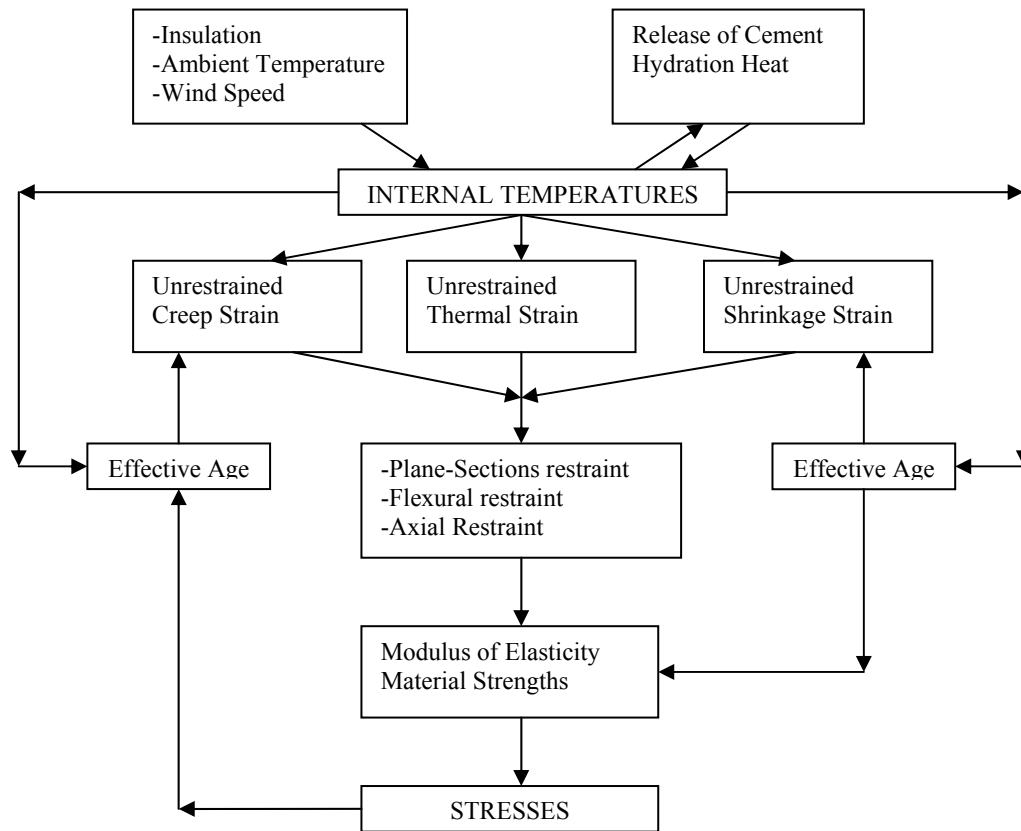 -Insulation
-Ambient Temperature
-Wind Speed
Release of Cement
Hydration Heat
INTERNAL TEMPERATURES
Unrestrained
Creep Strain
Unrestrained
Thermal Strain
Unrestrained
Shrinkage Strain
Effective Age
-Plane-Sections restraint
-Flexural restraint
-Axial Restraint
Effective Age
Modulus of Elasticity
Material Strengths
STRESSES